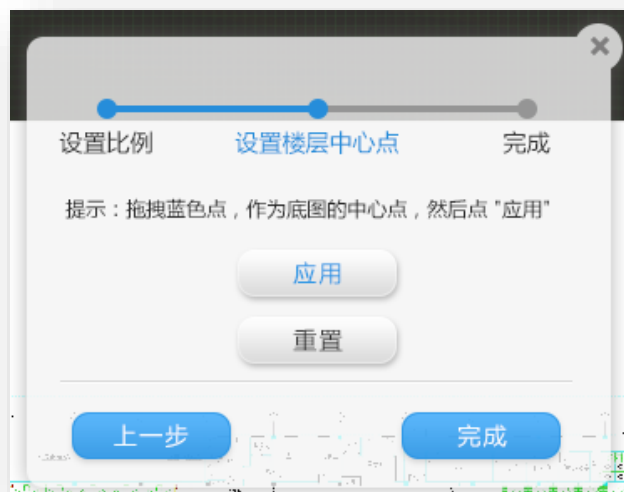 设置比例 设置楼层中心点 完成
提示：拖拽蓝色点，作为底图的中心点，然后点 "应用"
应用
重置
上一步 完成